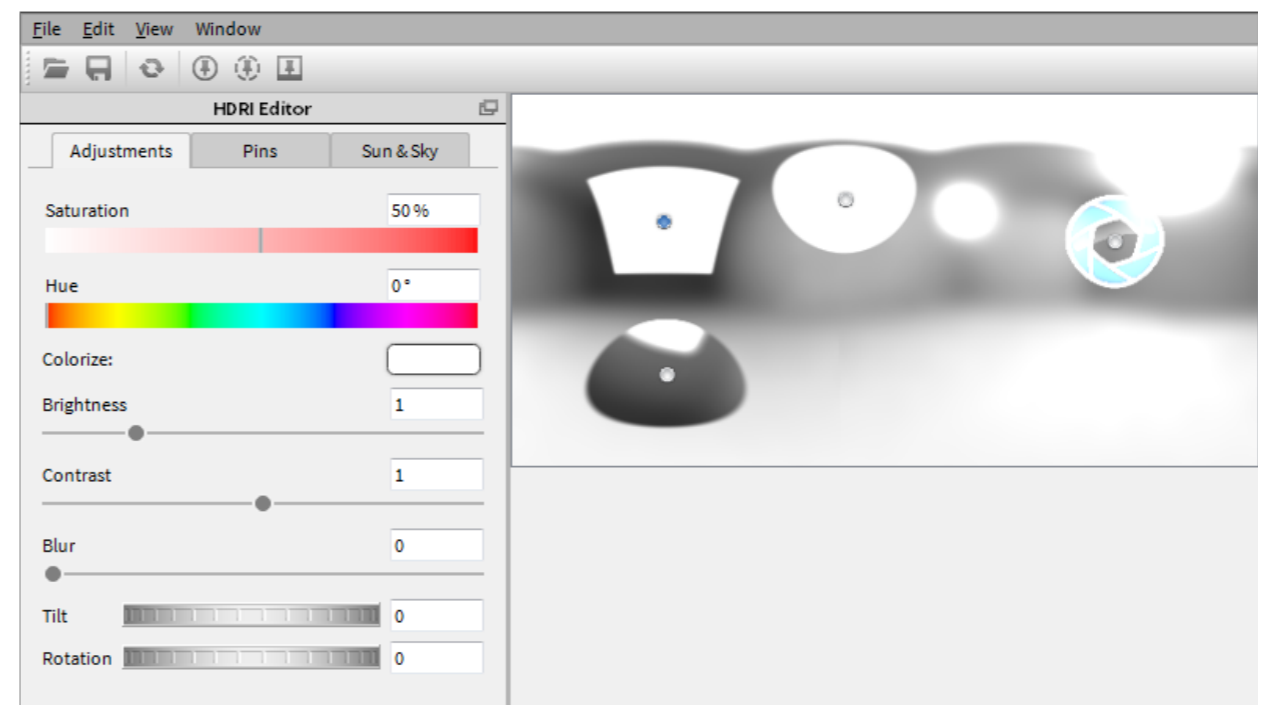 File Edit View Window
HDRI Editor
Adjustments Pins Sun & Sky
Saturation 50 %
Hue 0°
Colorize:
Brightness 1
Contrast 1
Blur 0
Tilt 0
Rotation 0